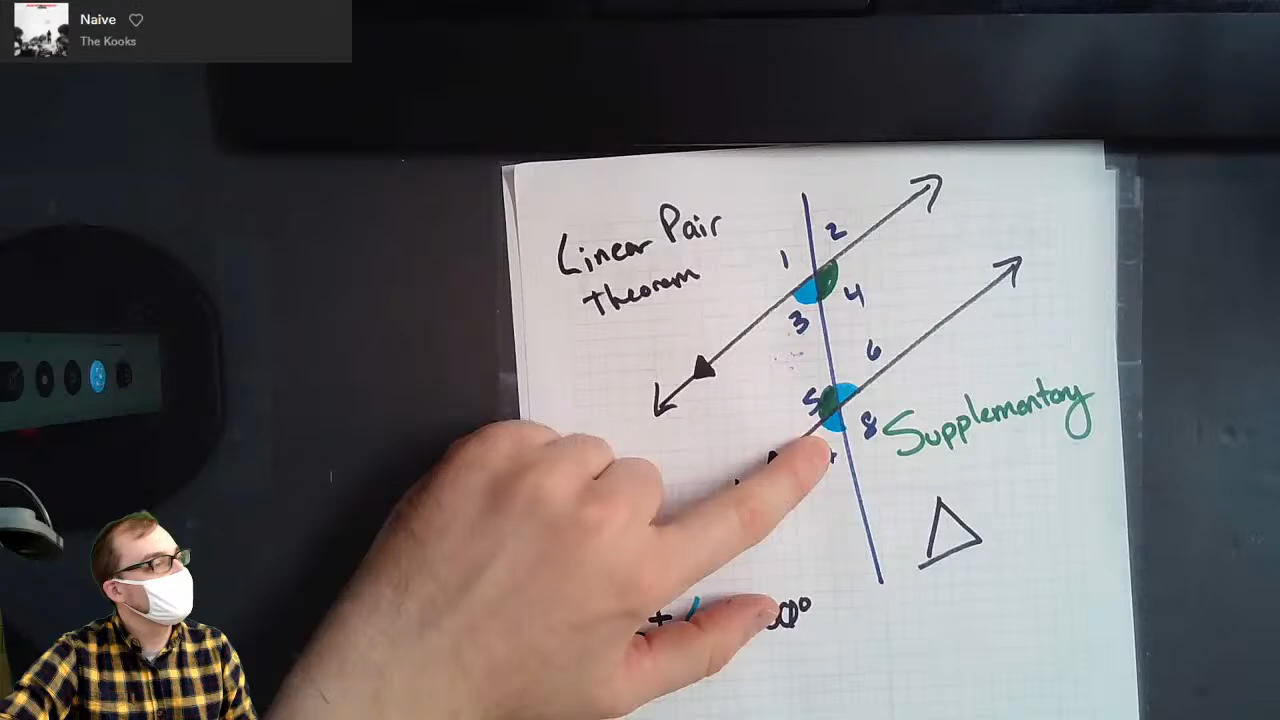 Naive
The Kooks
Linear Pair
Theorem
1
2
3
4
5
6
8
Supplementary
+